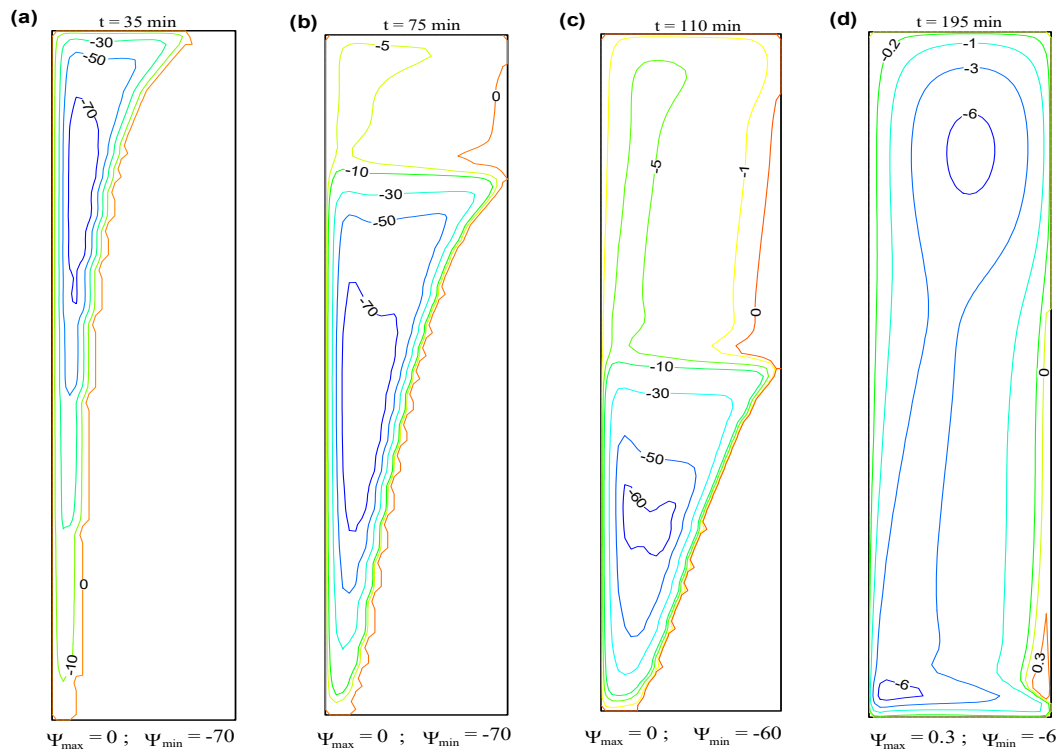 (a)
t = 35 min
-30
-50
-70
0
-10
Ψmax = 0 ; Ψmin = -70
(b)
t = 75 min
-5
0
-10
-30
-50
-70
Ψmax = 0 ; Ψmin = -70
(c)
t = 110 min
-5
-1
0
-10
-30
-50
-60
Ψmax = 0 ; Ψmin = -60
(d)
t = 195 min
-0.2
-1
-3
-6
0
0.3
-6
Ψmax = 0.3 ; Ψmin = -6